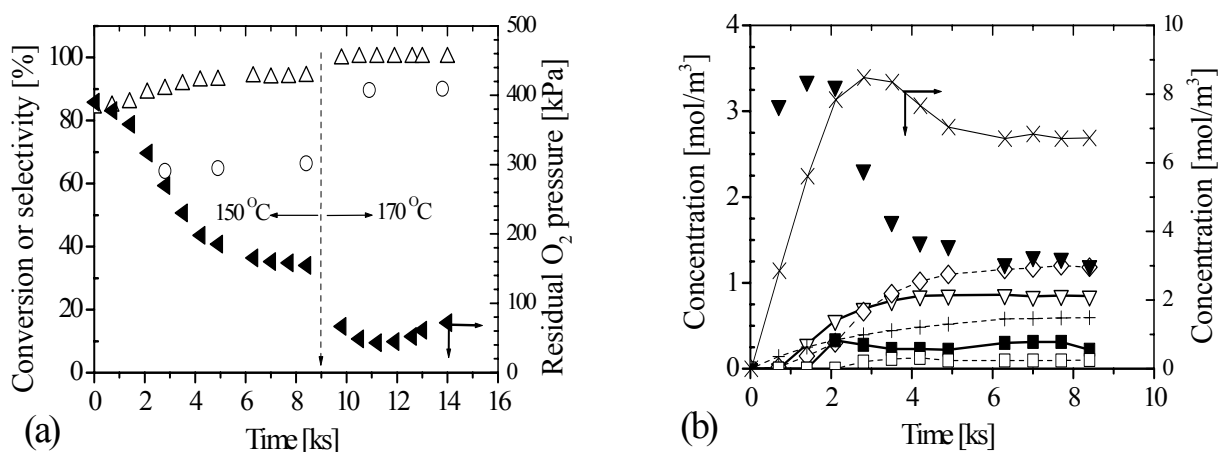 Conversion or selectivity [%]
100
80
60
40
20
0
0 2 4 6 8 10 12 14 16
Time [ks]
500
400
300
200
100
0
Residual O2 pressure [kPa]
150 OC
170 OC
(a)
Concentration [mol/m3]
4
3
2
1
0
0 2 4 6 8 10
Time [ks]
10
8
6
4
2
0
Concentration [mol/m3]
(b)